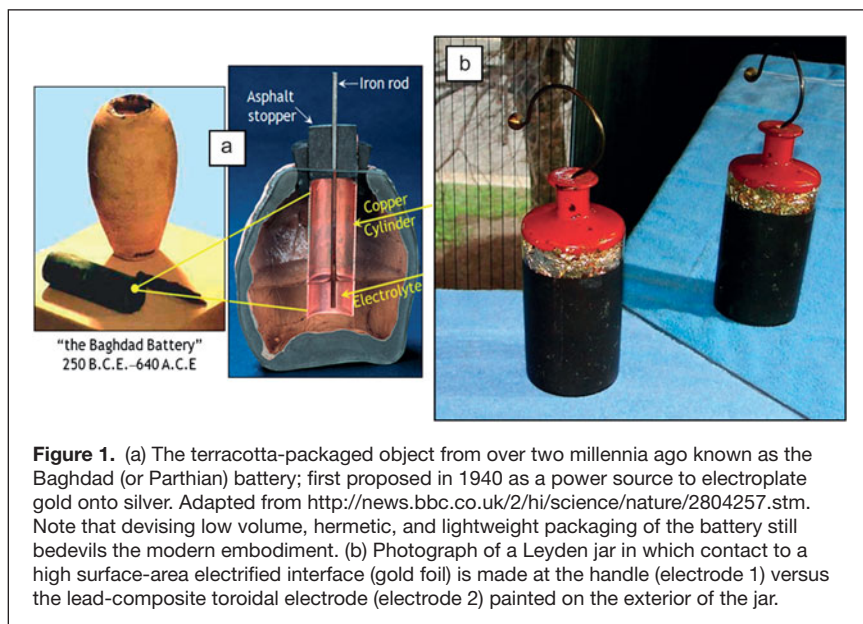 a
Asphalt
stopper
Iron rod
Copper
Cylinder
Electrolyte
"the Baghdad Battery"
250 B.C.E.–640 A.C.E
b
Figure 1. (a) The terracotta-packaged object from over two millennia ago known as the
Baghdad (or Parthian) battery; first proposed in 1940 as a power source to electroplate
gold onto silver. Adapted from http://news.bbc.co.uk/2/hi/science/nature/2804257.stm.
Note that devising low volume, hermetic, and lightweight packaging of the battery still
bedevils the modern embodiment. (b) Photograph of a Leyden jar in which contact to a
high surface-area electrified interface (gold foil) is made at the handle (electrode 1) versus
the lead-composite toroidal electrode (electrode 2) painted on the exterior of the jar.